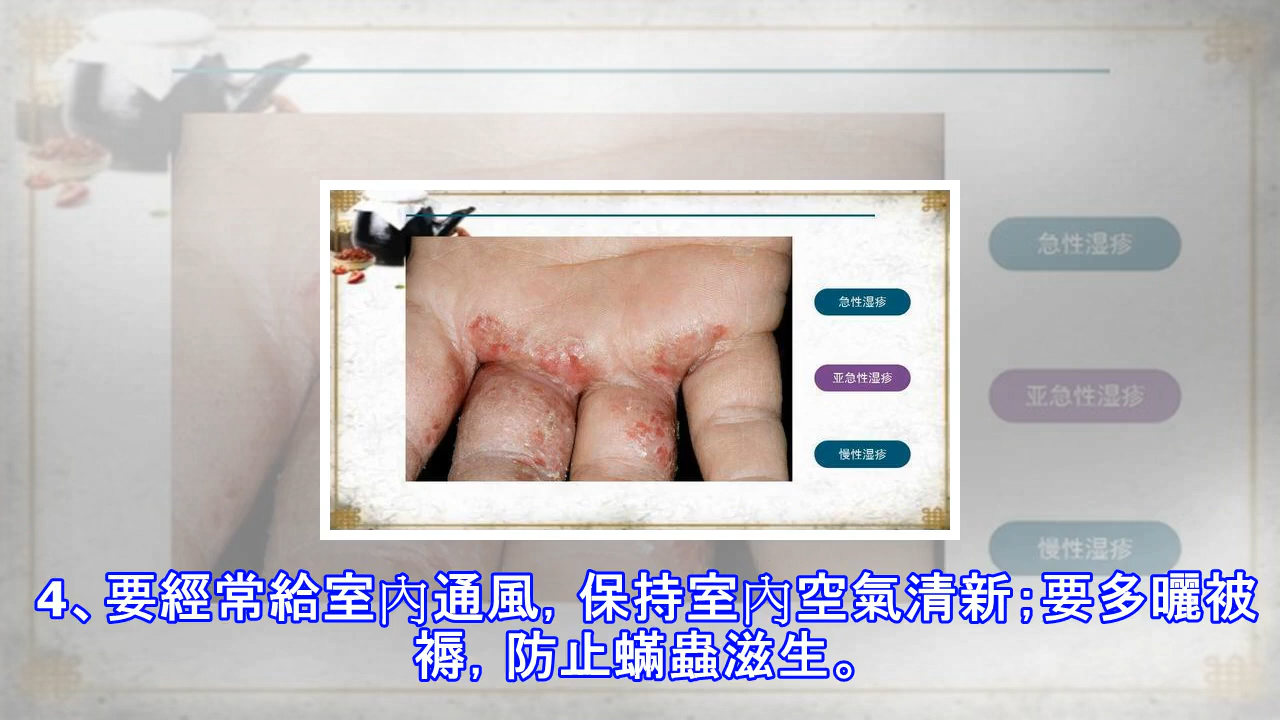 急性湿疹
亚急性湿疹
慢性湿疹
急性湿疹
亚急性湿疹
慢性湿疹
4、要經常給室內通風，保持室內空氣清新；要多曬被
褥，防止蟎蟲滋生。